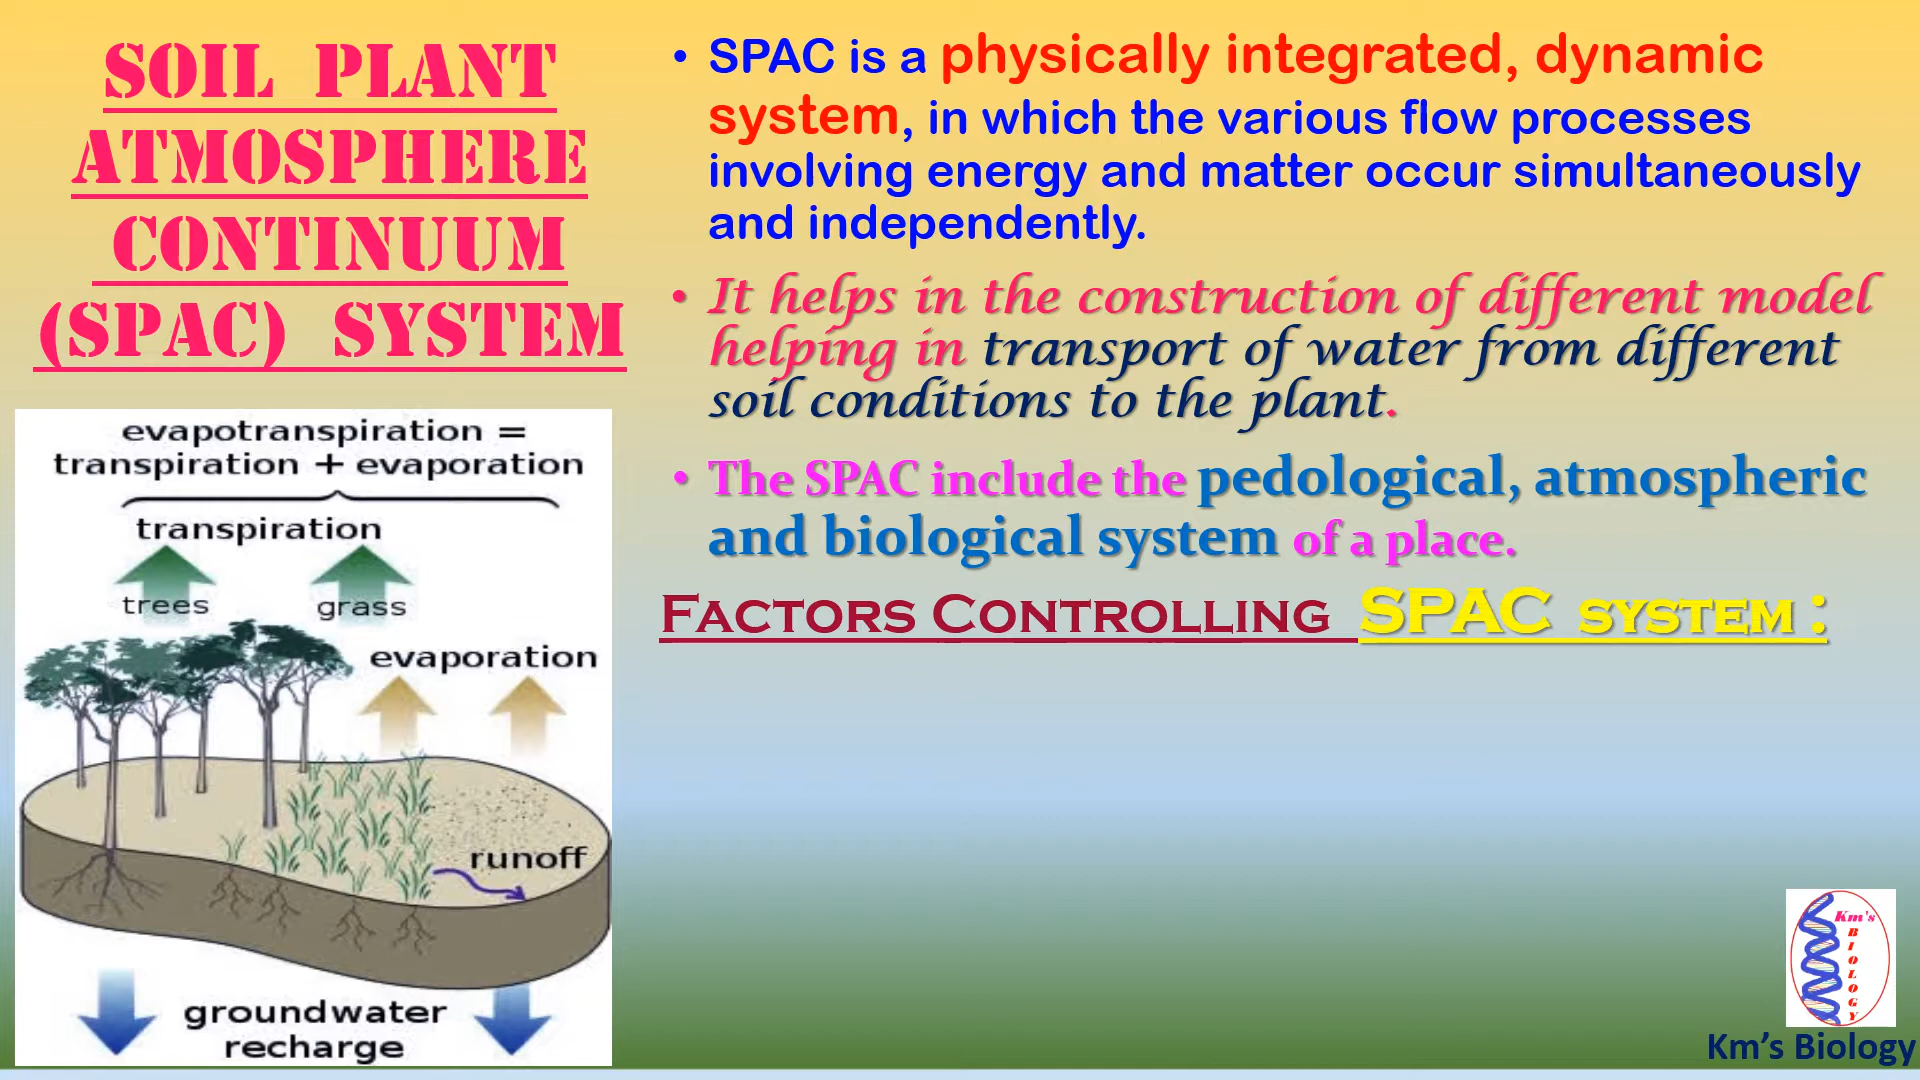 SOIL PLANT
ATMOSPHERE
CONTINUUM
(SPAC) SYSTEM
evapotranspiration =
transpiration + evaporation
transpiration
trees
grass
evaporation
runoff
groundwater
recharge
• SPAC is a physically integrated, dynamic
system, in which the various flow processes
involving energy and matter occur simultaneously
and independently.
• It helps in the construction of different model
helping in transport of water from different
soil conditions to the plant.
• The SPAC include the pedological, atmospheric
and biological system of a place.
FACTORS CONTROLLING SPAC SYSTEM :
Km's
BIOLOGY
Km's Biology